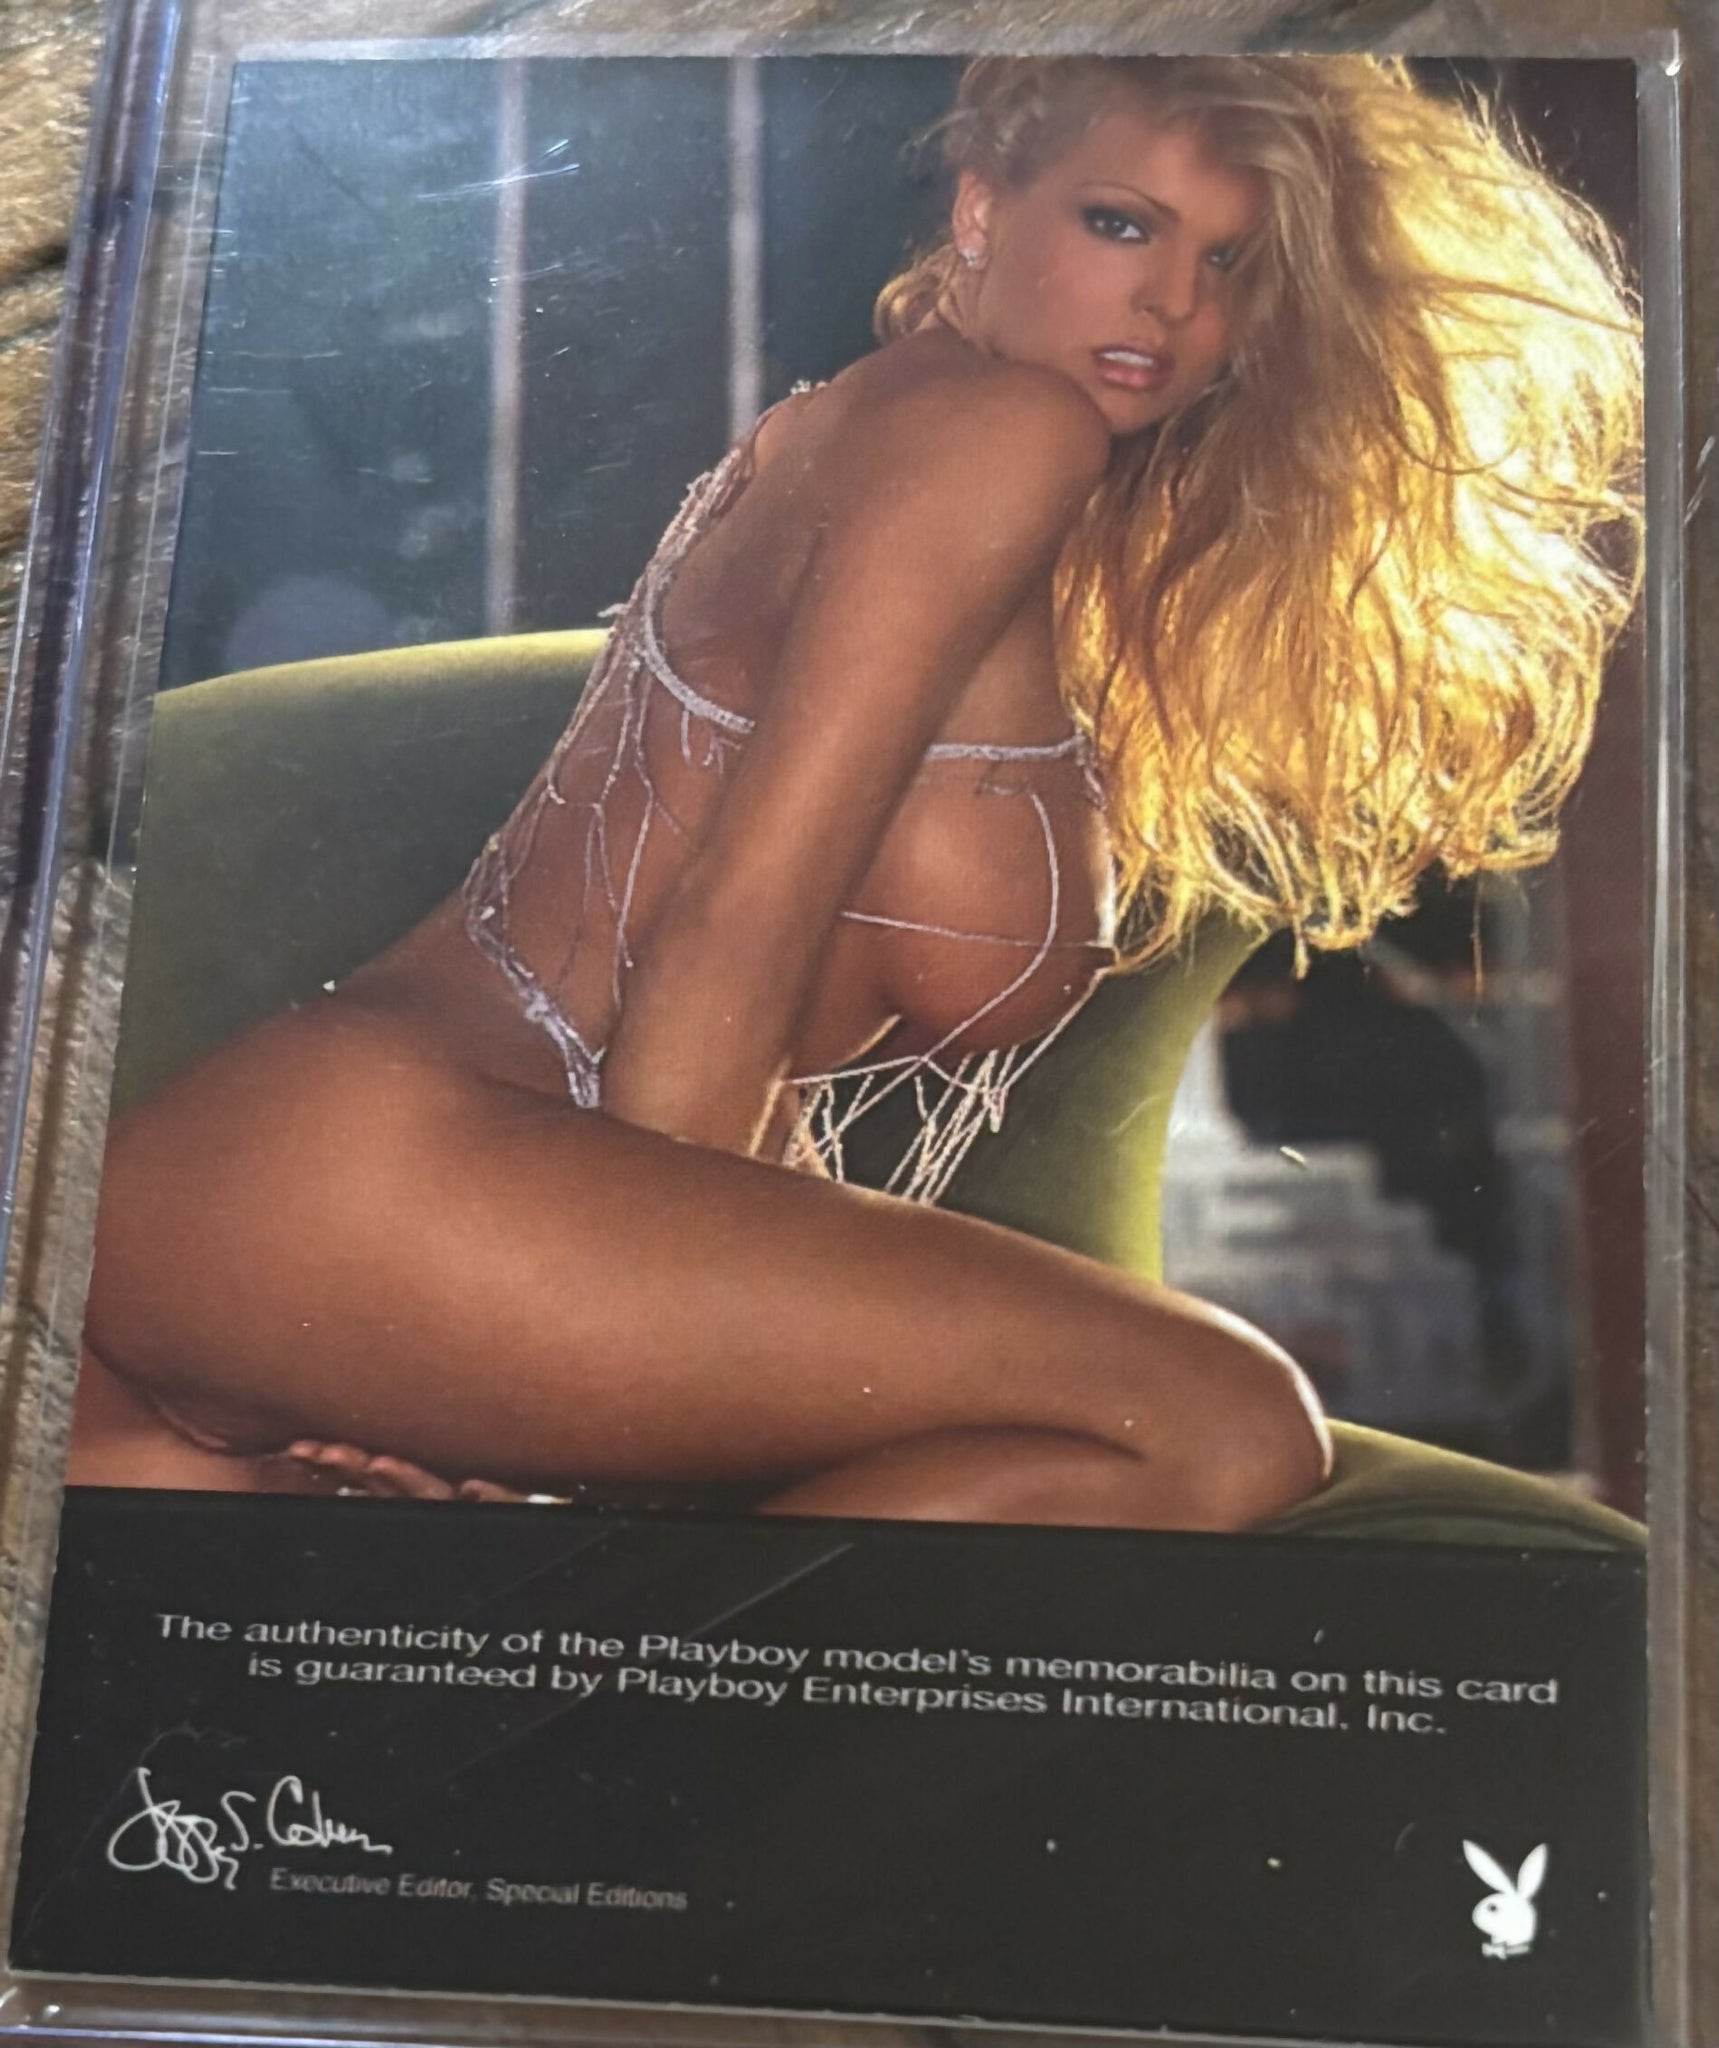 The authenticity of the Playboy model's memorabilia on this card
is guaranteed by Playboy Enterprises International, Inc.
S. Cohen
Executive Editor, Special Editions